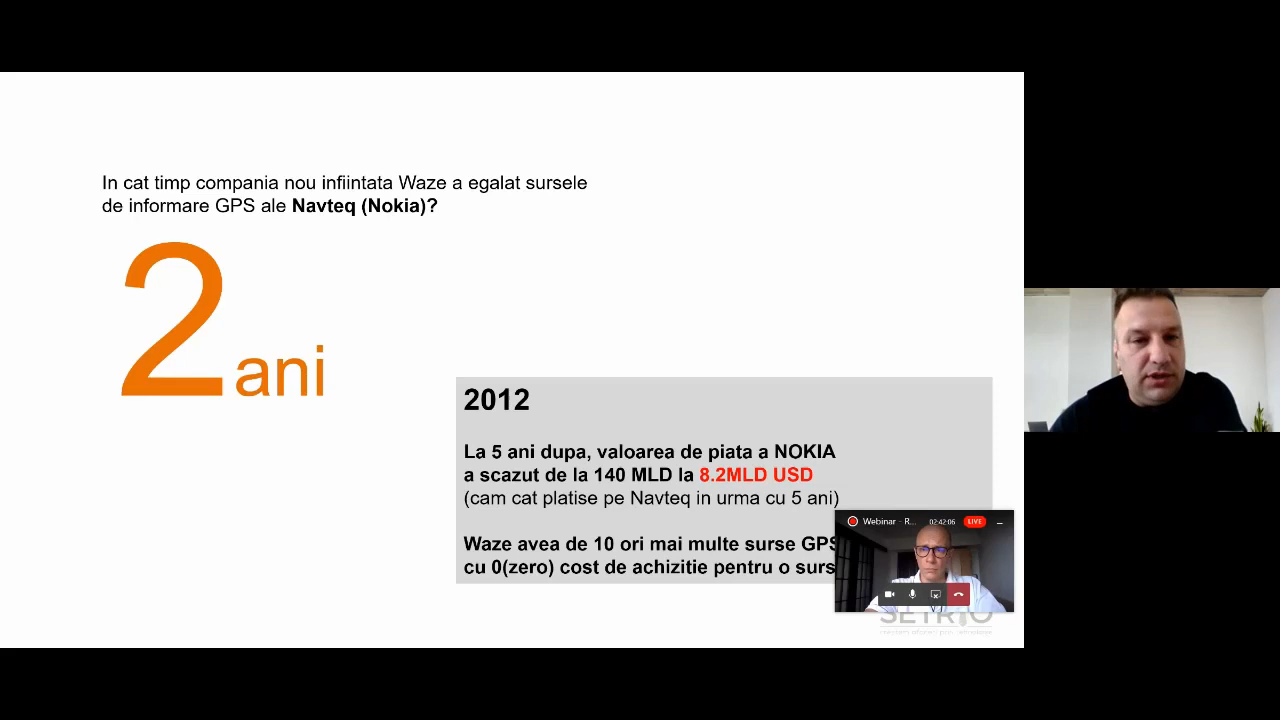 In cat timp compania nou infiintata Waze a egalat sursele
de informare GPS ale Navteq (Nokia)?
2 ani
2012
La 5 ani dupa, valoarea de piata a NOKIA
a scazut de la 140 MLD la 8.2MLD USD
(cam cat platise pe Navteq in urma cu 5 ani)
Waze avea de 10 ori mai multe surse GPS
cu 0(zero) cost de achizitie pentru o surs
Webinar - R... 02:42:06 LIVE
SETRIO